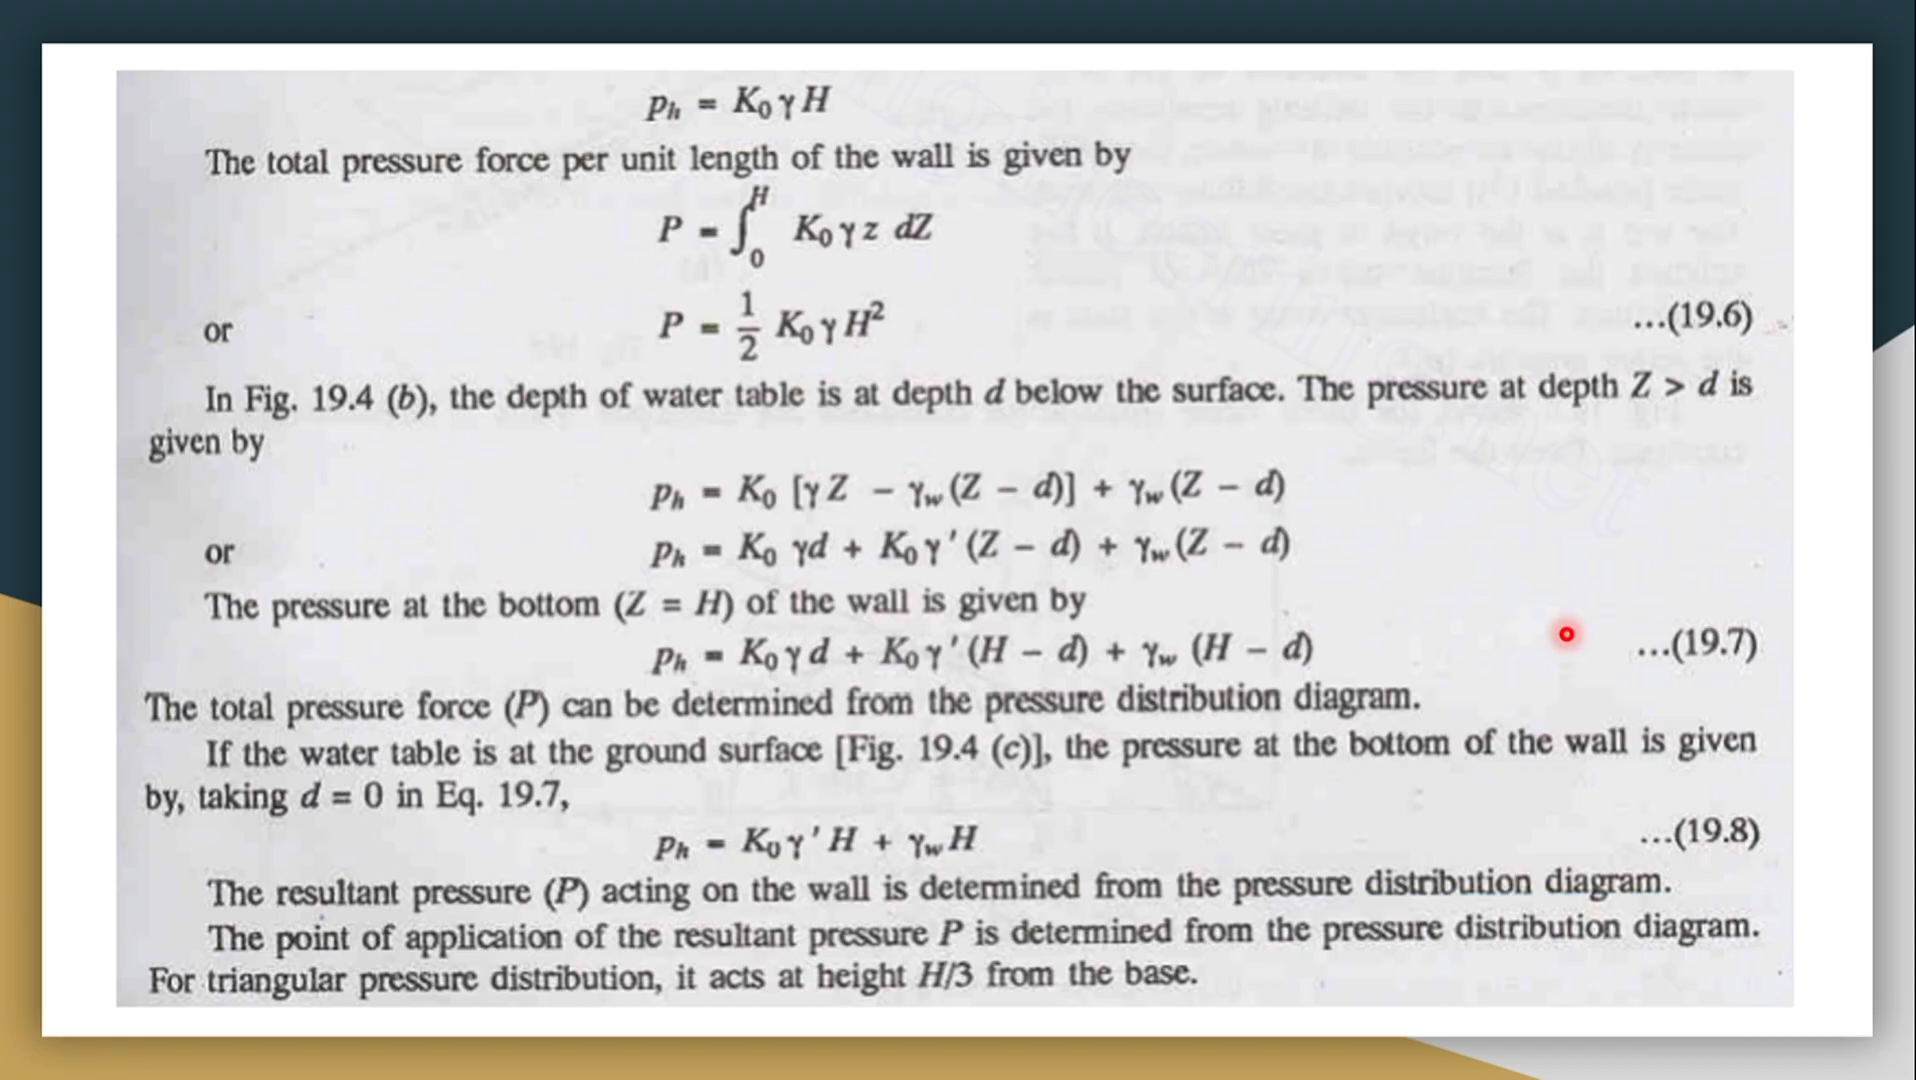 pₕ = K₀ γ H
The total pressure force per unit length of the wall is given by
P = ∫₀ᴴ K₀ γ z dZ
or P = 1/2 K₀ γ H² ...(19.6)
In Fig. 19.4 (b), the depth of water table is at depth d below the surface. The pressure at depth Z > d is
given by
pₕ = K₀ [γ Z − γw (Z − d)] + γw (Z − d)
or pₕ = K₀ γd + K₀ γ′ (Z − d) + γw (Z − d)
The pressure at the bottom (Z = H) of the wall is given by
pₕ = K₀ γ d + K₀ γ′ (H − d) + γw (H − d) ...(19.7)
The total pressure force (P) can be determined from the pressure distribution diagram.
If the water table is at the ground surface [Fig. 19.4 (c)], the pressure at the bottom of the wall is given
by, taking d = 0 in Eq. 19.7,
pₕ = K₀ γ′ H + γw H ...(19.8)
The resultant pressure (P) acting on the wall is determined from the pressure distribution diagram.
The point of application of the resultant pressure P is determined from the pressure distribution diagram.
For triangular pressure distribution, it acts at height H/3 from the base.